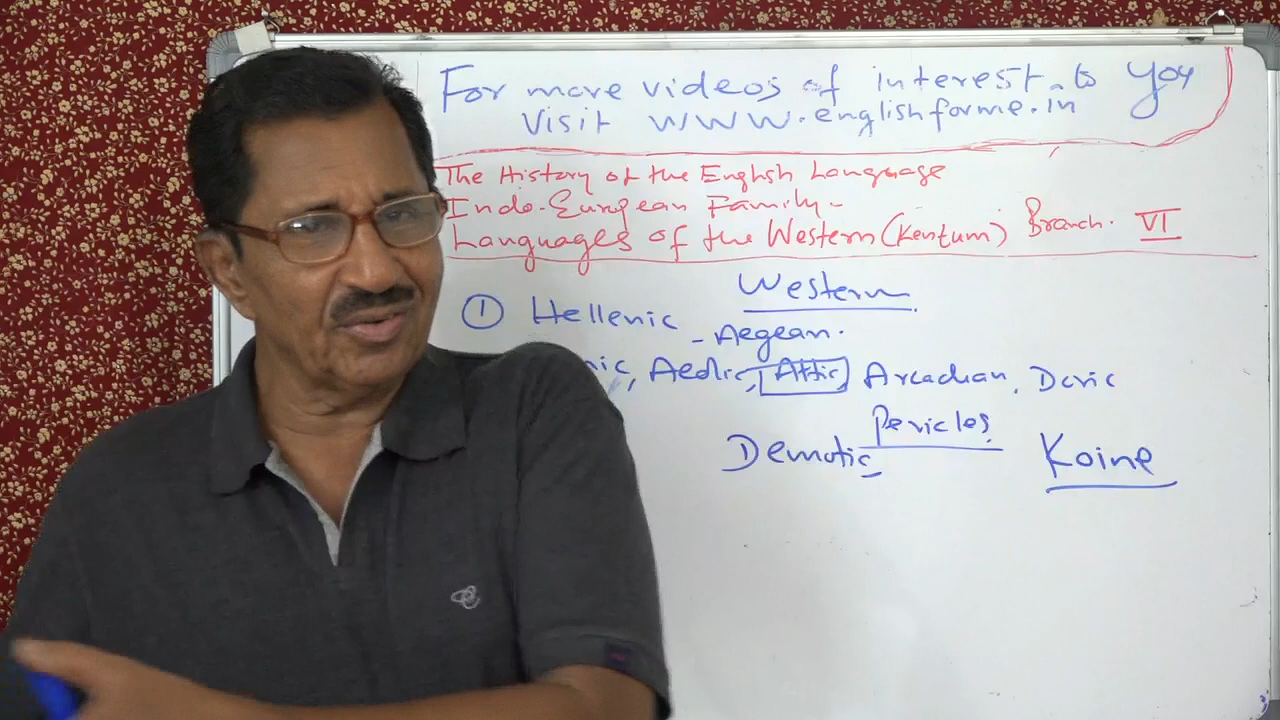 For more videos of interest to you
Visit www.englishforme.in
The History of the English Language
Indo-European Family-
Languages of the Western (Kentum) Branch. VI
Western
① Hellenic - Aegean.
nic, Aeolic, Attic, Arcadian, Doric
Pericles
Demotic Koine